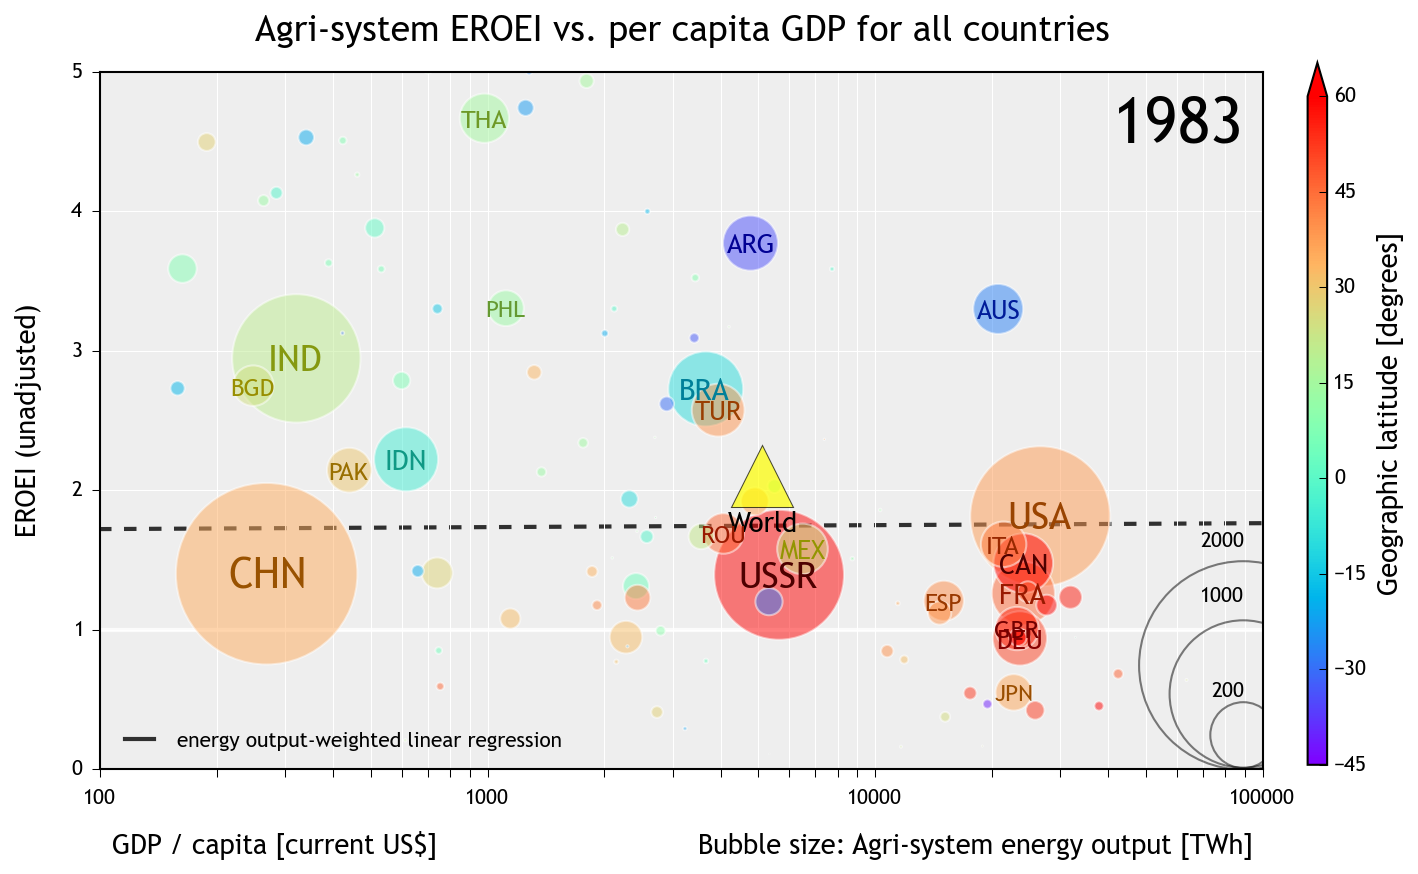 Agri-system EROEI vs. per capita GDP for all countries
1983
EROEI (unadjusted)
5
4
3
2
1
0
THA
ARG
PHL
AUS
IND
BGD
BRA
TUR
IDN
PAK
World
USA
ROU
MEX
ITA
CHN
USSR
CAN
ESP
FRA
GBR
DEU
JPN
2000
1000
200
energy output-weighted linear regression
100
1000
10000
100000
GDP / capita [current US$]
Bubble size: Agri-system energy output [TWh]
60
45
30
15
0
−15
−30
−45
Geographic latitude [degrees]